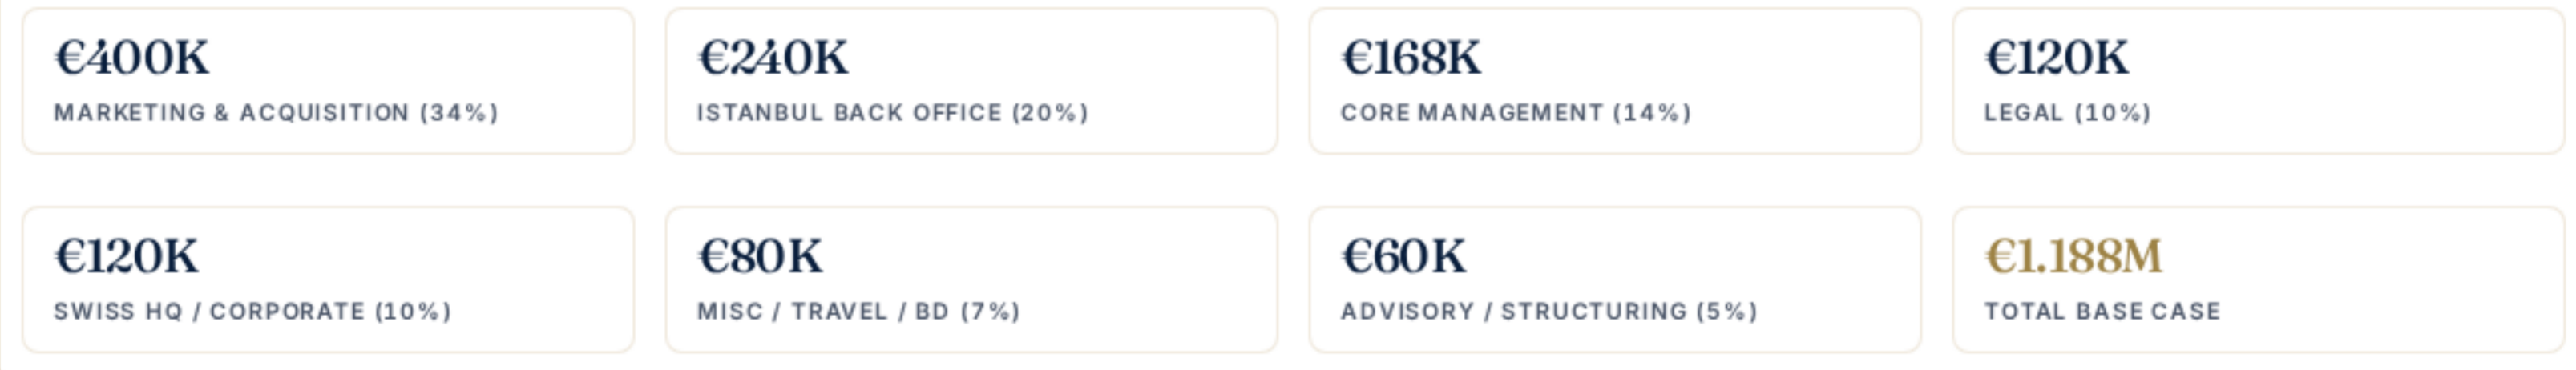 €400K
MARKETING & ACQUISITION (34%)
€240K
ISTANBUL BACK OFFICE (20%)
€168K
CORE MANAGEMENT (14%)
€120K
LEGAL (10%)
€120K
SWISS HQ / CORPORATE (10%)
€80K
MISC / TRAVEL / BD (7%)
€60K
ADVISORY / STRUCTURING (5%)
€1.188M
TOTAL BASE CASE